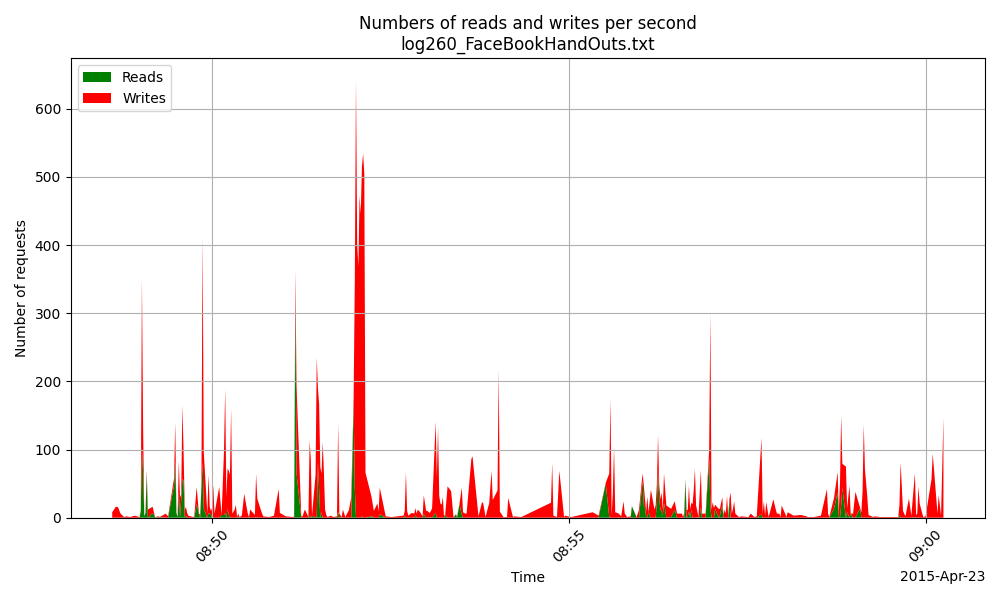 Numbers of reads and writes per second
log260_FaceBookHandOuts.txt
Reads
Writes
Number of requests
600
500
400
300
200
100
0
08:50
08:55
09:00
Time
2015-Apr-23